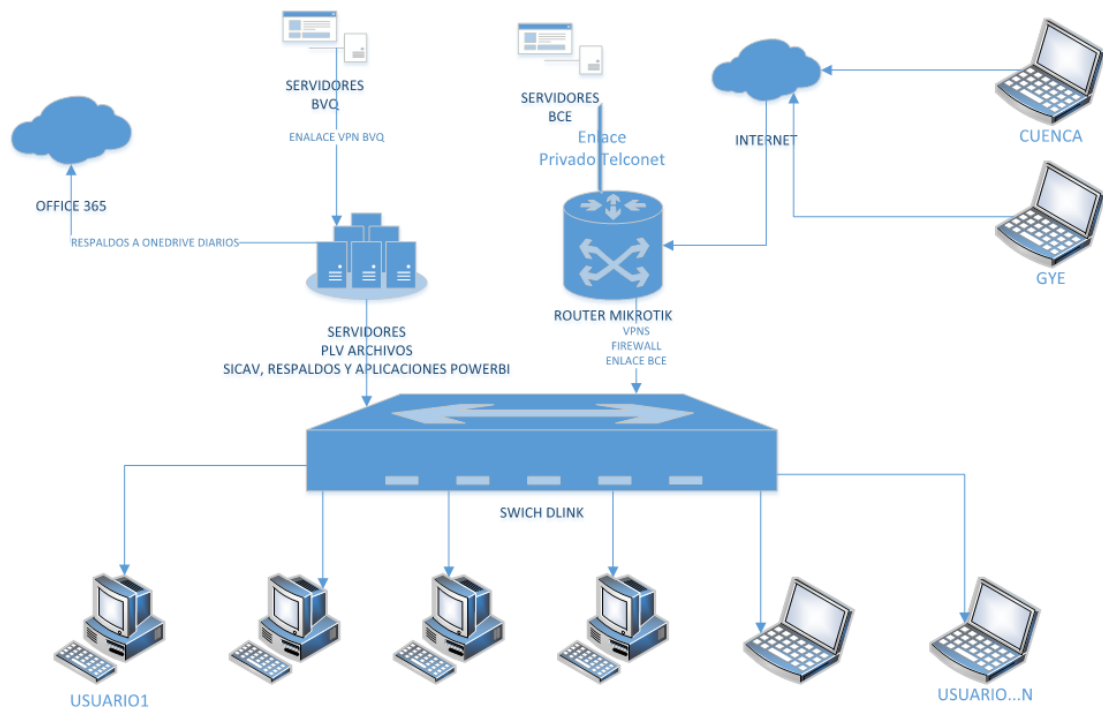 SERVIDORES
BVQ
ENALACE VPN BVQ
SERVIDORES
BCE
Enlace
Privado Telconet
INTERNET
CUENCA
OFFICE 365
RESPALDOS A ONEDRIVE DIARIOS
GYE
ROUTER MIKROTIK
VPNS
FIREWALL
ENLACE BCE
SERVIDORES
PLV ARCHIVOS
SICAV, RESPALDOS Y APLICACIONES POWERBI
SWICH DLINK
USUARIO1
USUARIO...N